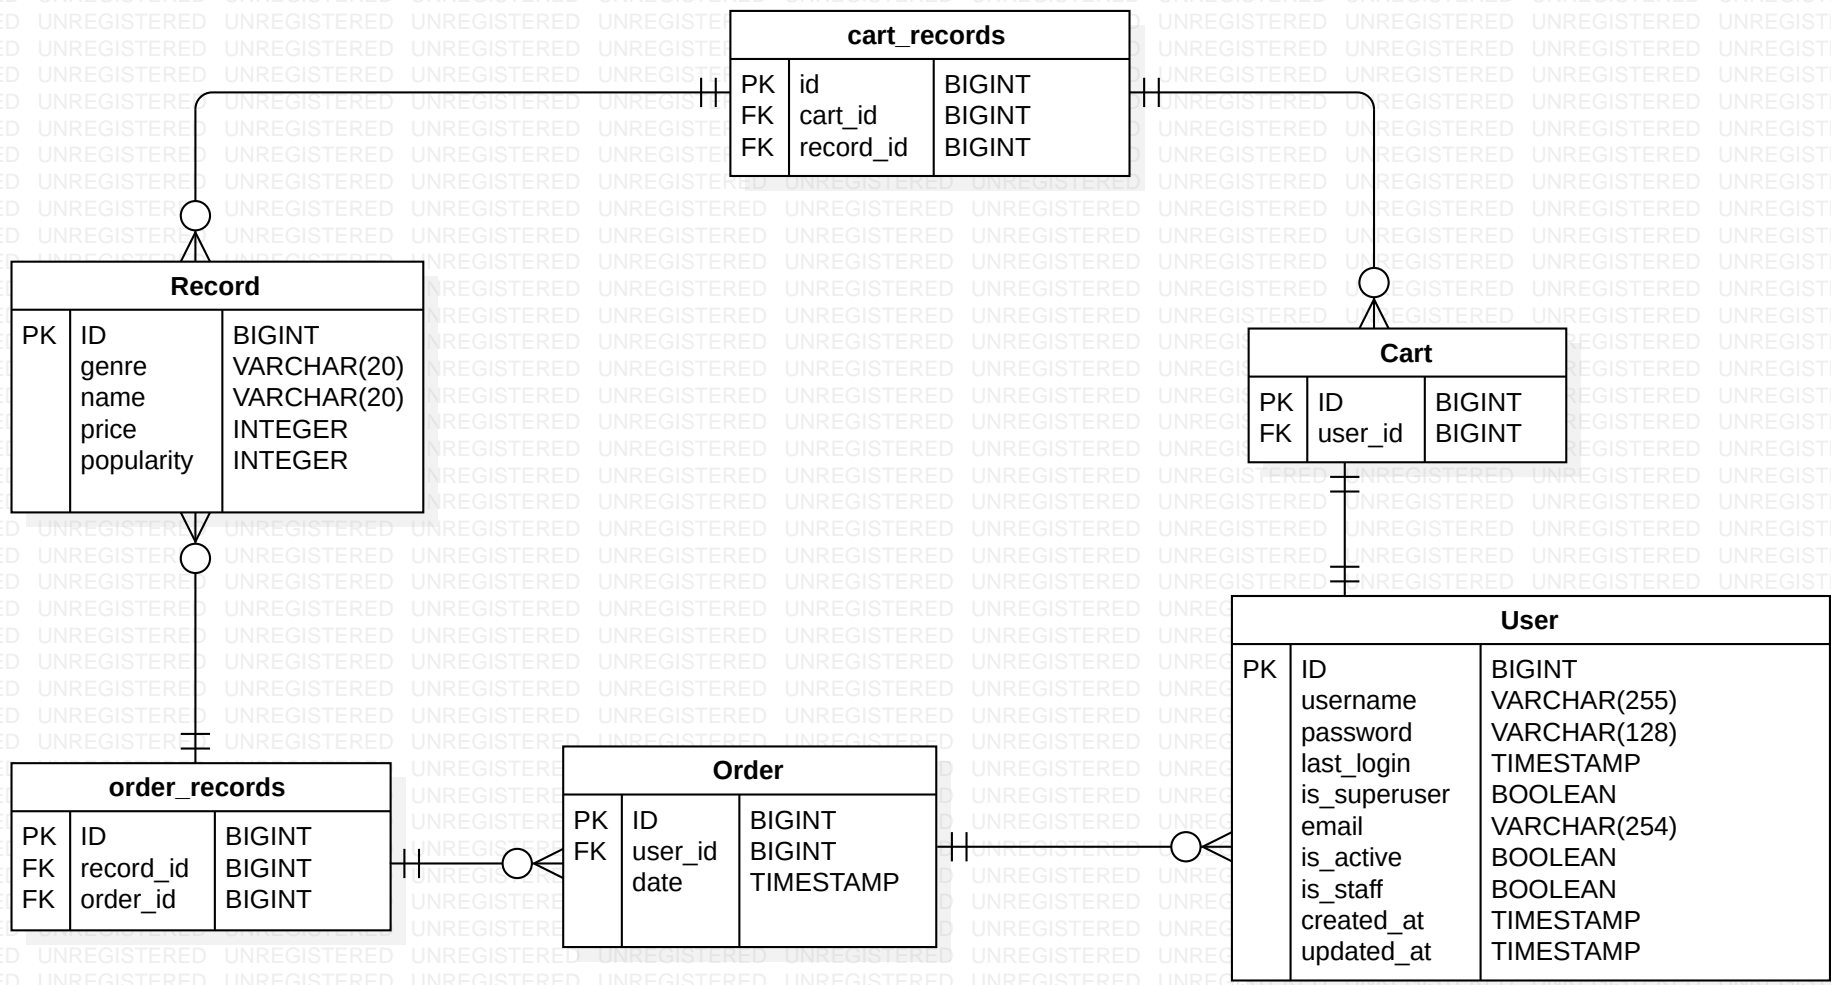 cart_records
PK id BIGINT
FK cart_id BIGINT
FK record_id BIGINT
Record
PK ID BIGINT
genre VARCHAR(20)
name VARCHAR(20)
price INTEGER
popularity INTEGER
Cart
PK ID BIGINT
FK user_id BIGINT
User
PK ID BIGINT
username VARCHAR(255)
password VARCHAR(128)
last_login TIMESTAMP
is_superuser BOOLEAN
email VARCHAR(254)
is_active BOOLEAN
is_staff BOOLEAN
created_at TIMESTAMP
updated_at TIMESTAMP
order_records
PK ID BIGINT
FK record_id BIGINT
FK order_id BIGINT
Order
PK ID BIGINT
FK user_id BIGINT
date TIMESTAMP
UNREGISTERED